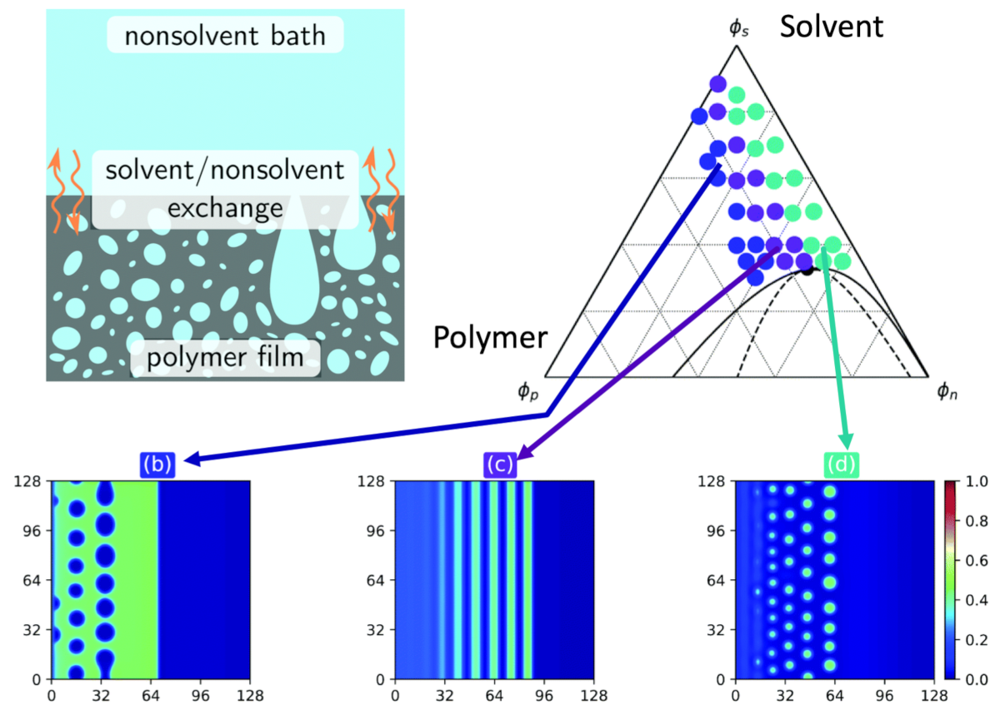 nonsolvent bath
solvent/nonsolvent
exchange
polymer film
ϕs Solvent
Polymer
ϕp
ϕn
(b)
(c)
(d)
128
96
64
32
0
0 32 64 96 128
128
96
64
32
0
0 32 64 96 128
128
96
64
32
0
0 32 64 96 128
1.0
0.8
0.6
0.4
0.2
0.0